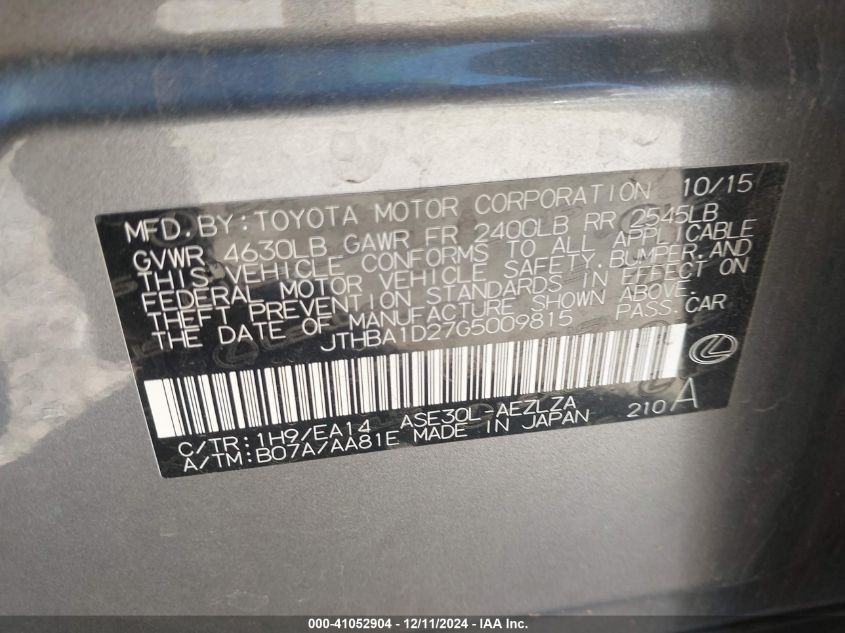 MFD. BY: TOYOTA MOTOR CORPORATION 10/15
GVWR 4630LB GAWR FR 2400LB RR 2545LB
THIS VEHICLE CONFORMS TO ALL APPLICABLE
FEDERAL MOTOR VEHICLE SAFETY, BUMPER, AND
THEFT PREVENTION STANDARDS IN EFFECT ON
THE DATE OF MANUFACTURE SHOWN ABOVE.
JTHBA1D27G5009815 PASS. CAR
C/TR: 1H9/EA14 ASE30L-AEZLZA
A/TM: B07A/AA81E MADE IN JAPAN 210 A
000-41052904 - 12/11/2024 - IAA Inc.